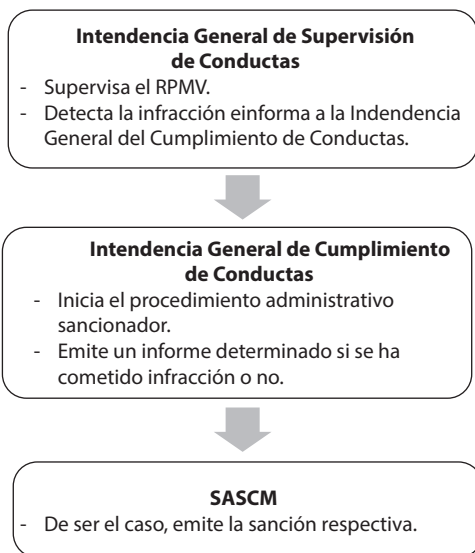 Intendencia General de Supervisión
de Conductas
- Supervisa el RPMV.
- Detecta la infracción einforma a la Indendencia
General del Cumplimiento de Conductas.
Intendencia General de Cumplimiento
de Conductas
- Inicia el procedimiento administrativo
sancionador.
- Emite un informe determinado si se ha
cometido infracción o no.
SASCM
- De ser el caso, emite la sanción respectiva.